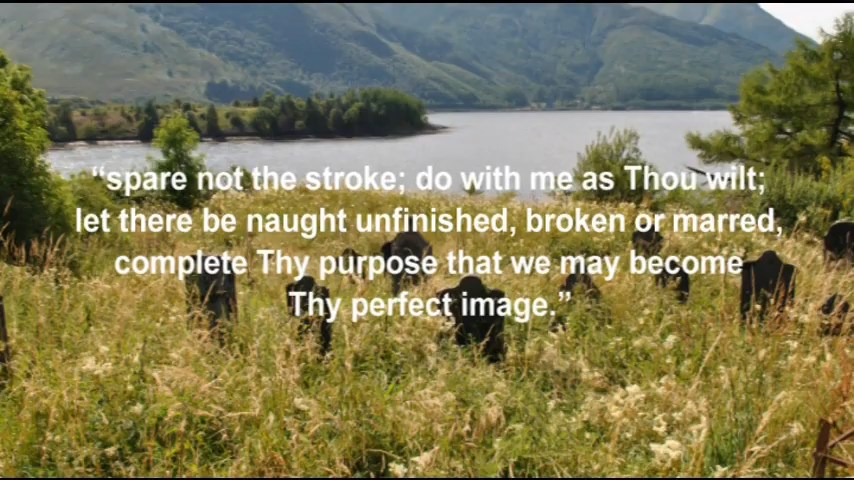 “spare not the stroke; do with me as Thou wilt;
let there be naught unfinished, broken or marred,
complete Thy purpose that we may become
Thy perfect image.”